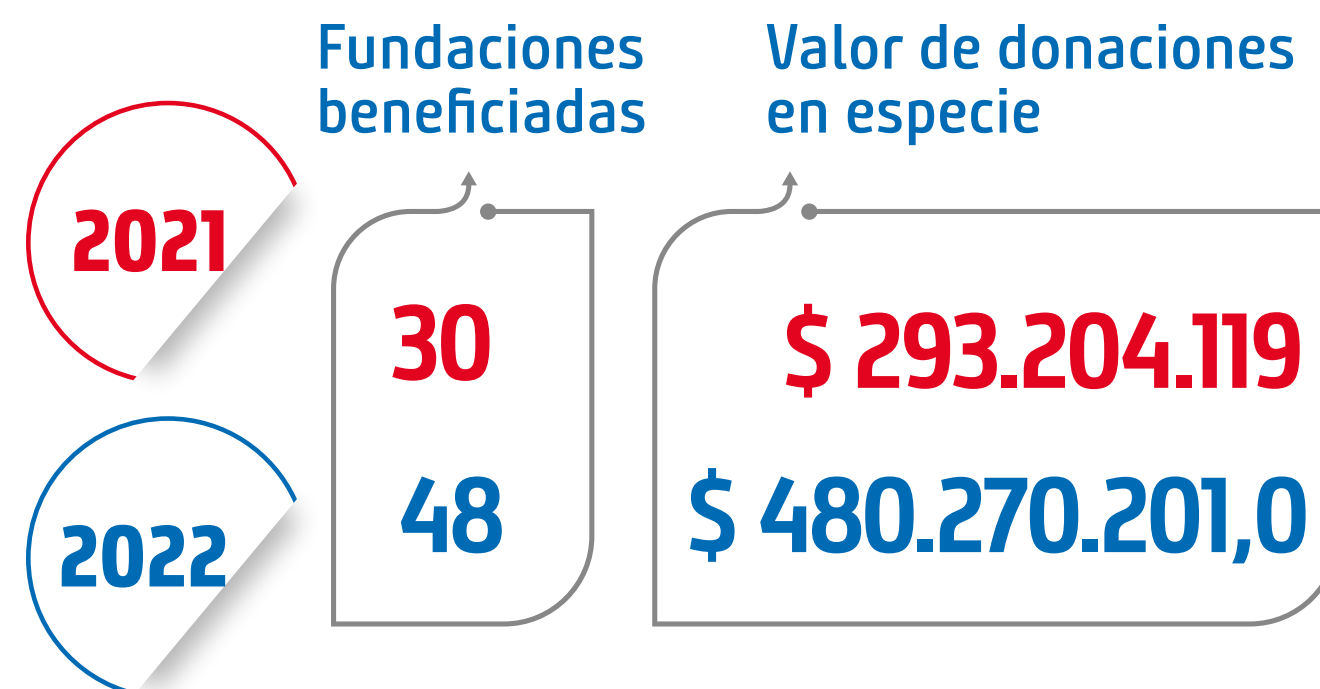 Fundaciones
beneficiadas
Valor de donaciones
en especie
2021
30
$ 293.204.119
2022
48
$ 480.270.201,0